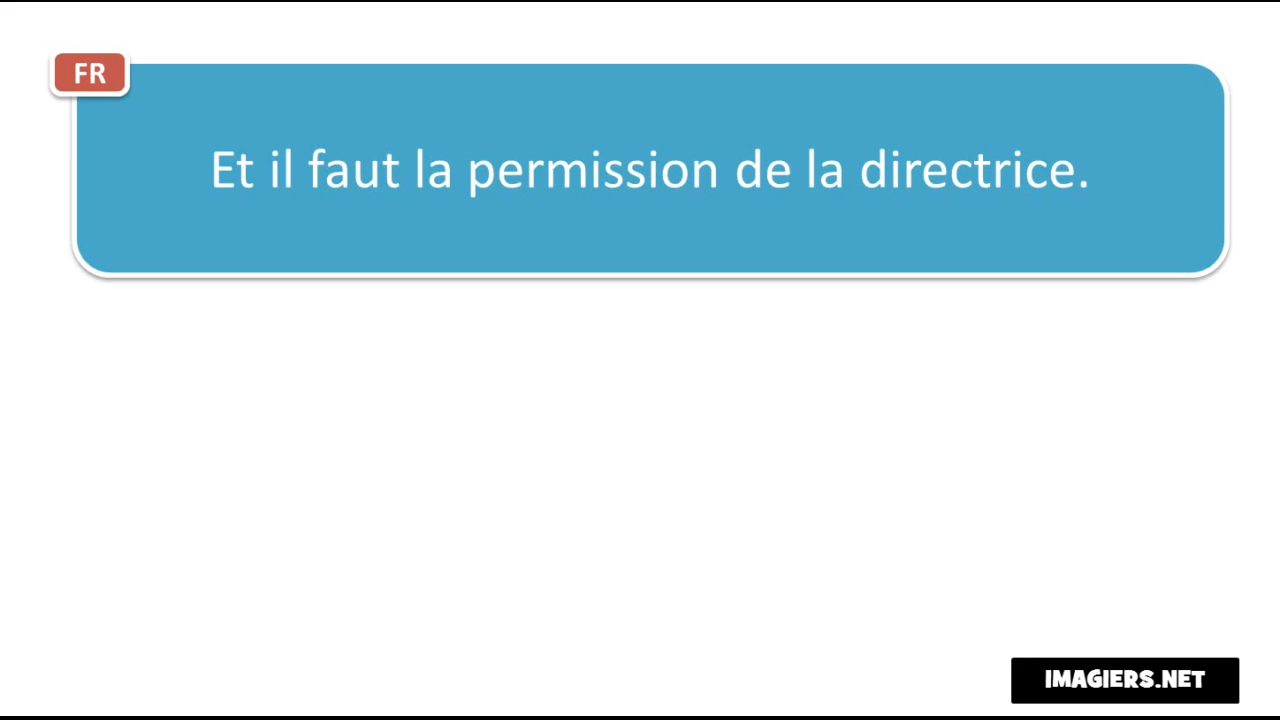 FR
Et il faut la permission de la directrice.
IMAGIERS.NET